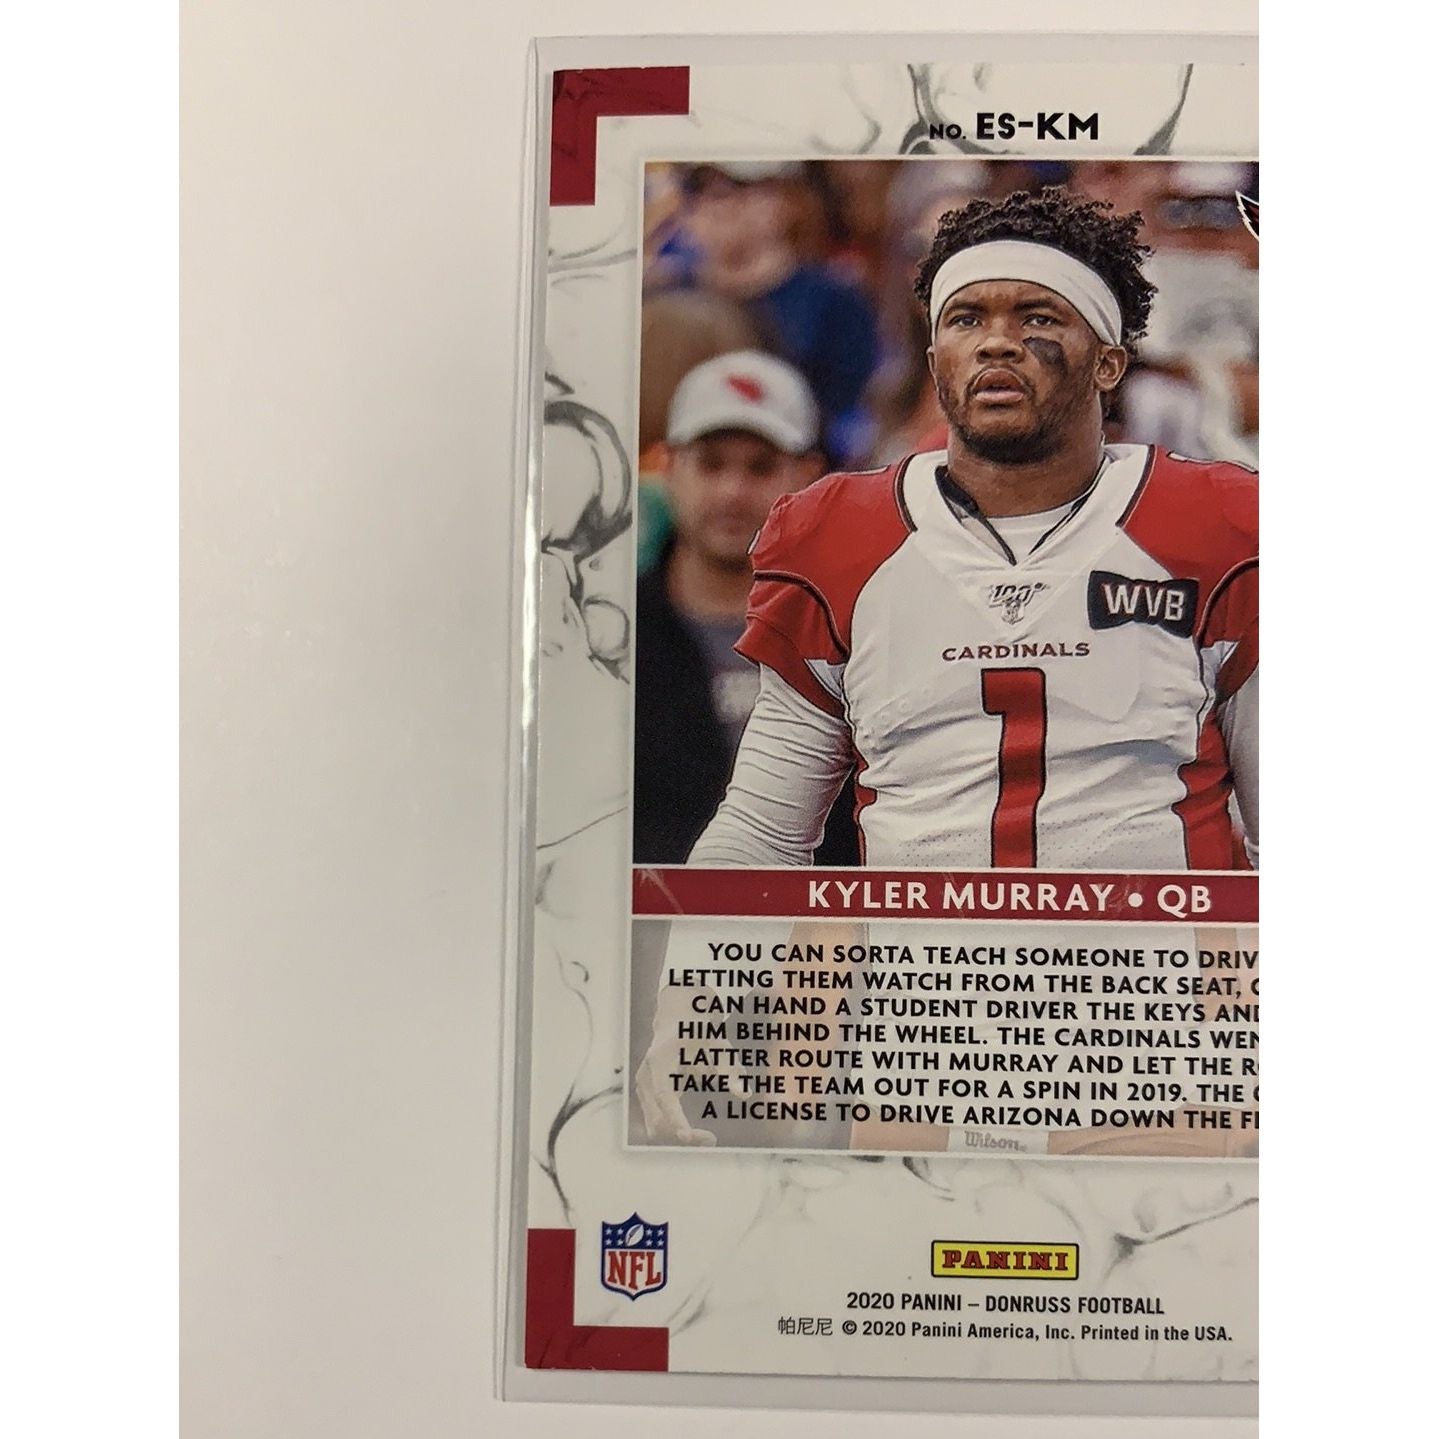 NO. ES-KM
100
WVB
CARDINALS
1
KYLER MURRAY • QB
YOU CAN SORTA TEACH SOMEONE TO DRIV
LETTING THEM WATCH FROM THE BACK SEAT,
CAN HAND A STUDENT DRIVER THE KEYS AND
HIM BEHIND THE WHEEL. THE CARDINALS WEN
LATTER ROUTE WITH MURRAY AND LET THE R
TAKE THE TEAM OUT FOR A SPIN IN 2019. THE
A LICENSE TO DRIVE ARIZONA DOWN THE FI
Wilson
NFL
PANINI
2020 PANINI – DONRUSS FOOTBALL
帕尼尼 © 2020 Panini America, Inc. Printed in the USA.